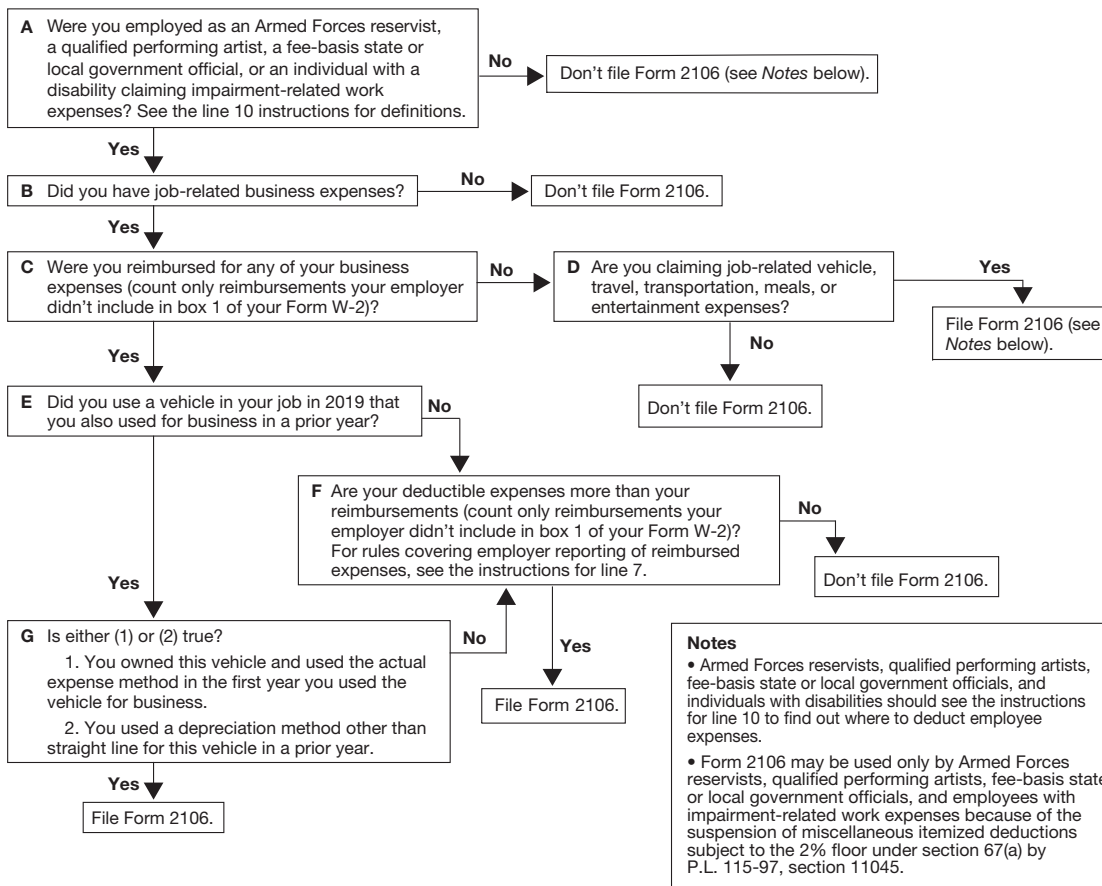 A Were you employed as an Armed Forces reservist,
a qualified performing artist, a fee-basis state or
local government official, or an individual with a
disability claiming impairment-related work
expenses? See the line 10 instructions for definitions.
No
Don’t file Form 2106 (see Notes below).
Yes
B Did you have job-related business expenses?
No
Don’t file Form 2106.
Yes
C Were you reimbursed for any of your business
expenses (count only reimbursements your employer
didn’t include in box 1 of your Form W-2)?
No
D Are you claiming job-related vehicle,
travel, transportation, meals, or
entertainment expenses?
Yes
File Form 2106 (see
Notes below).
No
Don’t file Form 2106.
Yes
E Did you use a vehicle in your job in 2019 that
you also used for business in a prior year?
No
F Are your deductible expenses more than your
reimbursements (count only reimbursements your
employer didn’t include in box 1 of your Form W-2)?
For rules covering employer reporting of reimbursed
expenses, see the instructions for line 7.
No
Don’t file Form 2106.
Yes
G Is either (1) or (2) true?
1. You owned this vehicle and used the actual
expense method in the first year you used the
vehicle for business.
2. You used a depreciation method other than
straight line for this vehicle in a prior year.
No
Yes
File Form 2106.
Yes
File Form 2106.
Notes
• Armed Forces reservists, qualified performing artists,
fee-basis state or local government officials, and
individuals with disabilities should see the instructions
for line 10 to find out where to deduct employee
expenses.
• Form 2106 may be used only by Armed Forces
reservists, qualified performing artists, fee-basis state
or local government officials, and employees with
impairment-related work expenses because of the
suspension of miscellaneous itemized deductions
subject to the 2% floor under section 67(a) by
P.L. 115-97, section 11045.